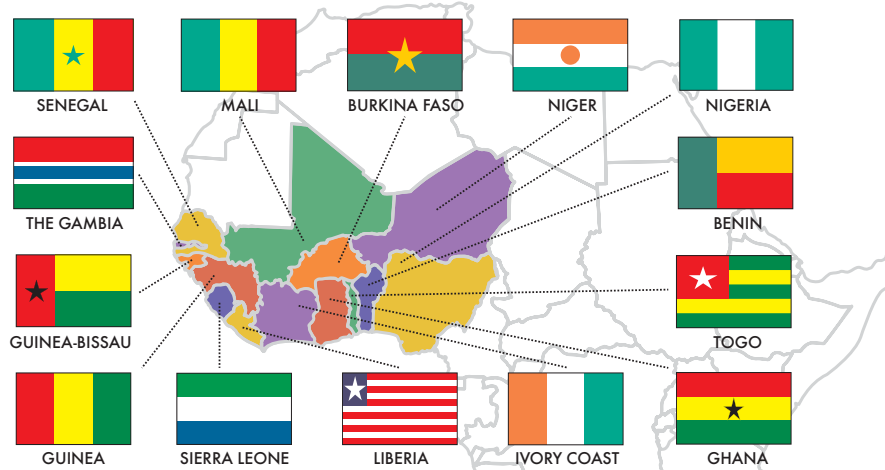 SENEGAL
MALI
BURKINA FASO
NIGER
NIGERIA
THE GAMBIA
BENIN
GUINEA-BISSAU
TOGO
GUINEA
SIERRA LEONE
LIBERIA
IVORY COAST
GHANA